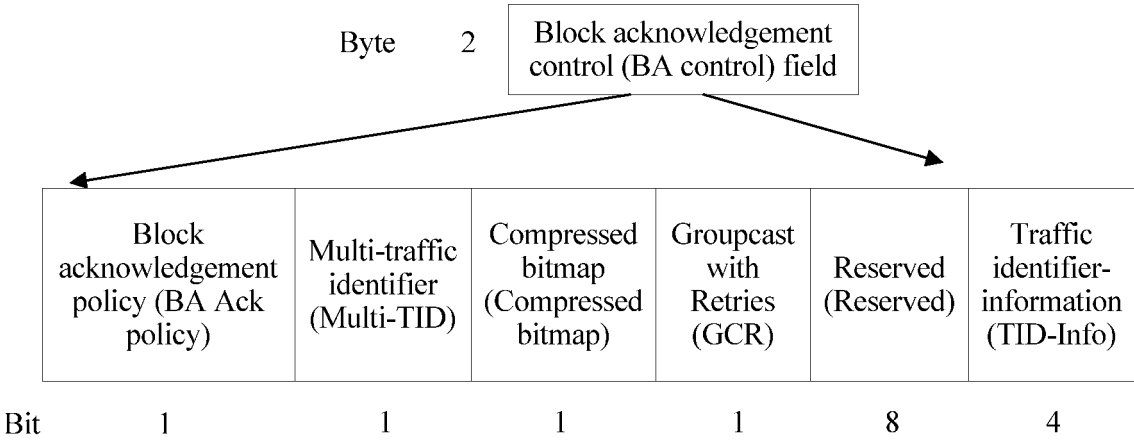 Byte 2 Block acknowledgement
control (BA control) field
Block
acknowledgement
policy (BA Ack
policy)
Multi-traffic
identifier
(Multi-TID)
Compressed
bitmap
(Compressed
bitmap)
Groupcast
with
Retries
(GCR)
Reserved
(Reserved)
Traffic
identifier-
information
(TID-Info)
Bit 1 1 1 1 8 4